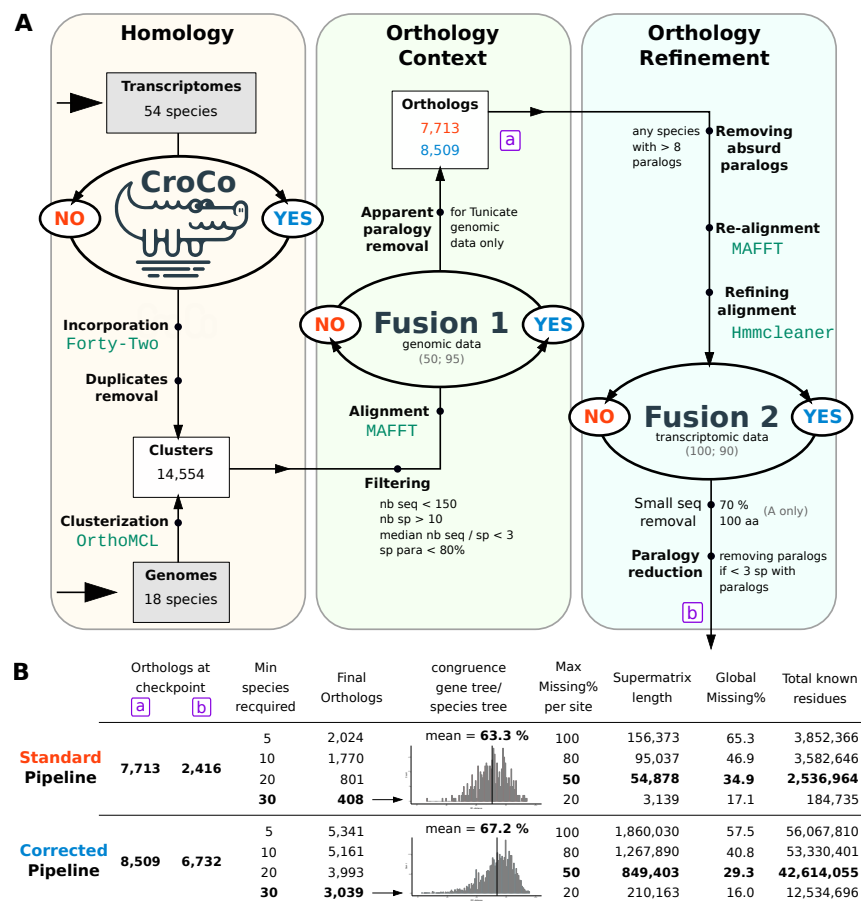 A
Homology
Transcriptomes
54 species
CroCo
NO
YES
Incorporation
Forty-Two
Duplicates
removal
Clusters
14,554
Clusterization
OrthoMCL
Genomes
18 species
Orthology
Context
Orthologs
7,713
8,509
a
Apparent
paralogy
removal
for Tunicate
genomic
data only
NO
Fusion 1
YES
genomic data
(50; 95)
Alignment
MAFFT
Filtering
nb seq < 150
nb sp > 10
median nb seq / sp < 3
sp para < 80%
Orthology
Refinement
any species
with > 8
paralogs
Removing
absurd
paralogs
Re-alignment
MAFFT
Refining
alignment
Hmmcleaner
NO
Fusion 2
YES
transcriptomic data
(100; 90)
Small seq
removal
70 %
100 aa
(A only)
Paralogy
reduction
removing paralogs
if < 3 sp with
paralogs
b
B
Orthologs at
checkpoint
a b
Min
species
recquired
Final
Orthologs
congruence
gene tree/
species tree
Max
Missing%
per site
Supermatrix
length
Global
Missing%
Total known
residues
Standard
Pipeline
7,713 2,416
mean = 63.3 %
5 2,024 100 156,373 65.3 3,852,366
10 1,770 80 95,037 46.9 3,582,646
20 801 50 54,878 34.9 2,536,964
30 408 20 3,139 17.1 184,735
Corrected
Pipeline
8,509 6,732
mean = 67.2 %
5 5,341 100 1,860,030 57.5 56,067,810
10 5,161 80 1,267,890 40.8 53,330,401
20 3,993 50 849,403 29.3 42,614,055
30 3,039 20 210,163 16.0 12,534,696